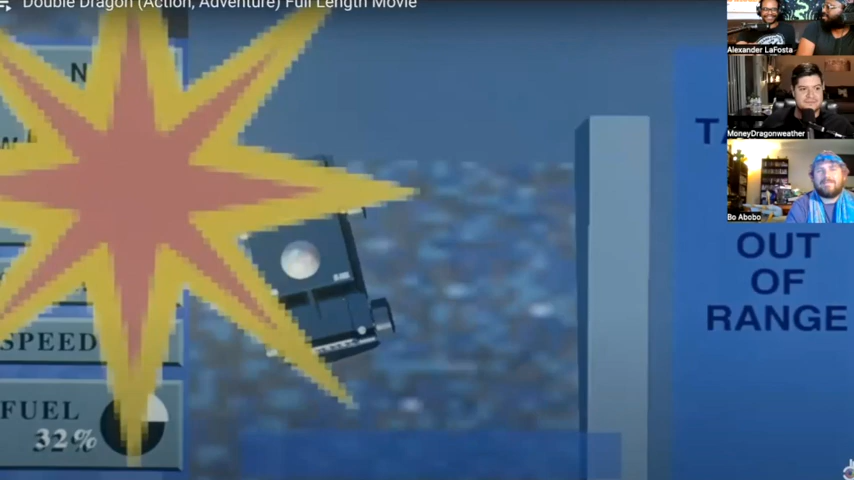 Double Dragon (Action, Adventure) Full Length Movie
Alexander LaFosta
MoneyDragonweather
Bo Abobo
OUT
OF
RANGE
SPEED
FUEL
32%